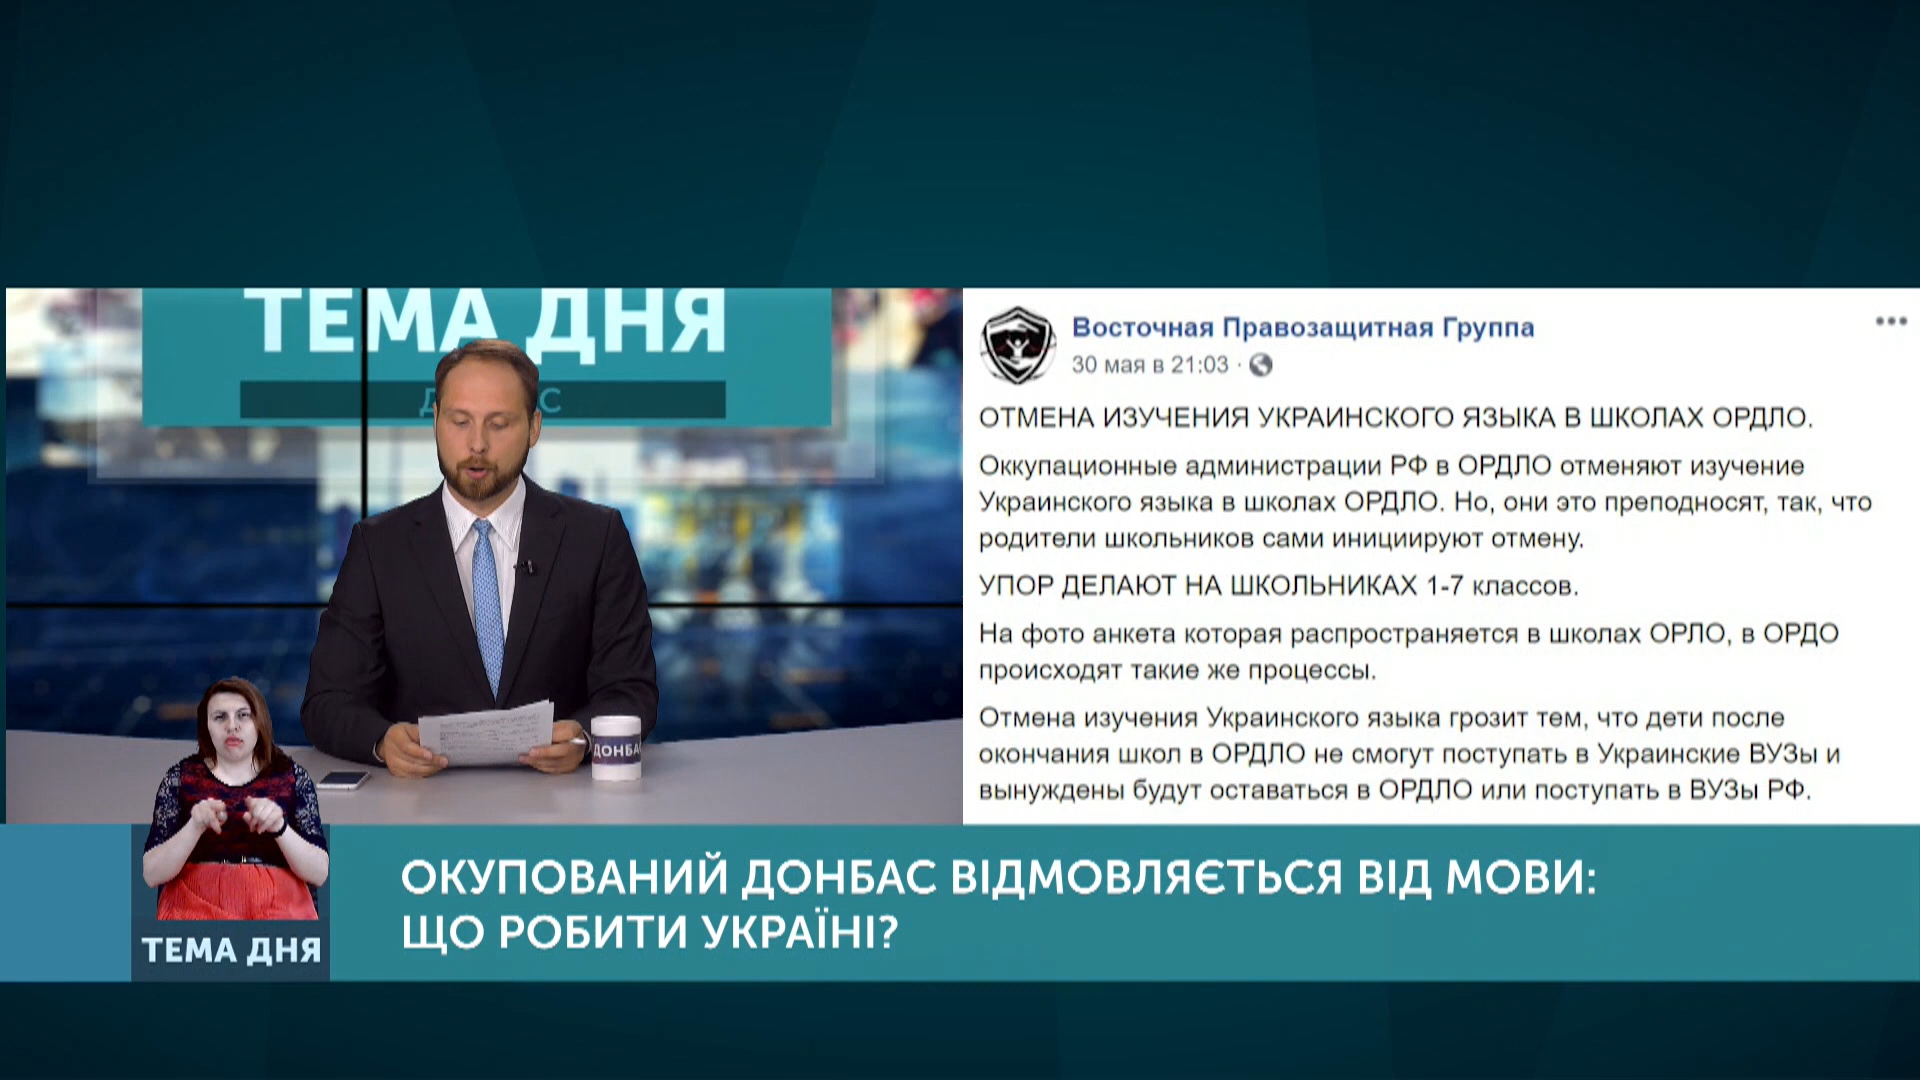 ТЕМА ДНЯ
Восточная Правозащитная Группа
30 мая в 21:03 ·
ОТМЕНА ИЗУЧЕНИЯ УКРАИНСКОГО ЯЗЫКА В ШКОЛАХ ОРДЛО.
Оккупационные администрации РФ в ОРДЛО отменяют изучение
Украинского языка в школах ОРДЛО. Но, они это преподносят, так, что
родители школьников сами инициируют отмену.
УПОР ДЕЛАЮТ НА ШКОЛЬНИКАХ 1-7 классов.
На фото анкета которая распространяется в школах ОРЛО, в ОРДО
происходят такие же процессы.
Отмена изучения Украинского языка грозит тем, что дети после
окончания школ в ОРДЛО не смогут поступать в Украинские ВУЗы и
вынуждены будут оставаться в ОРДЛО или поступать в ВУЗы РФ.
ДОНБАС
ОКУПОВАНИЙ ДОНБАС ВІДМОВЛЯЄТЬСЯ ВІД МОВИ:
ЩО РОБИТИ УКРАЇНІ?
ТЕМА ДНЯ